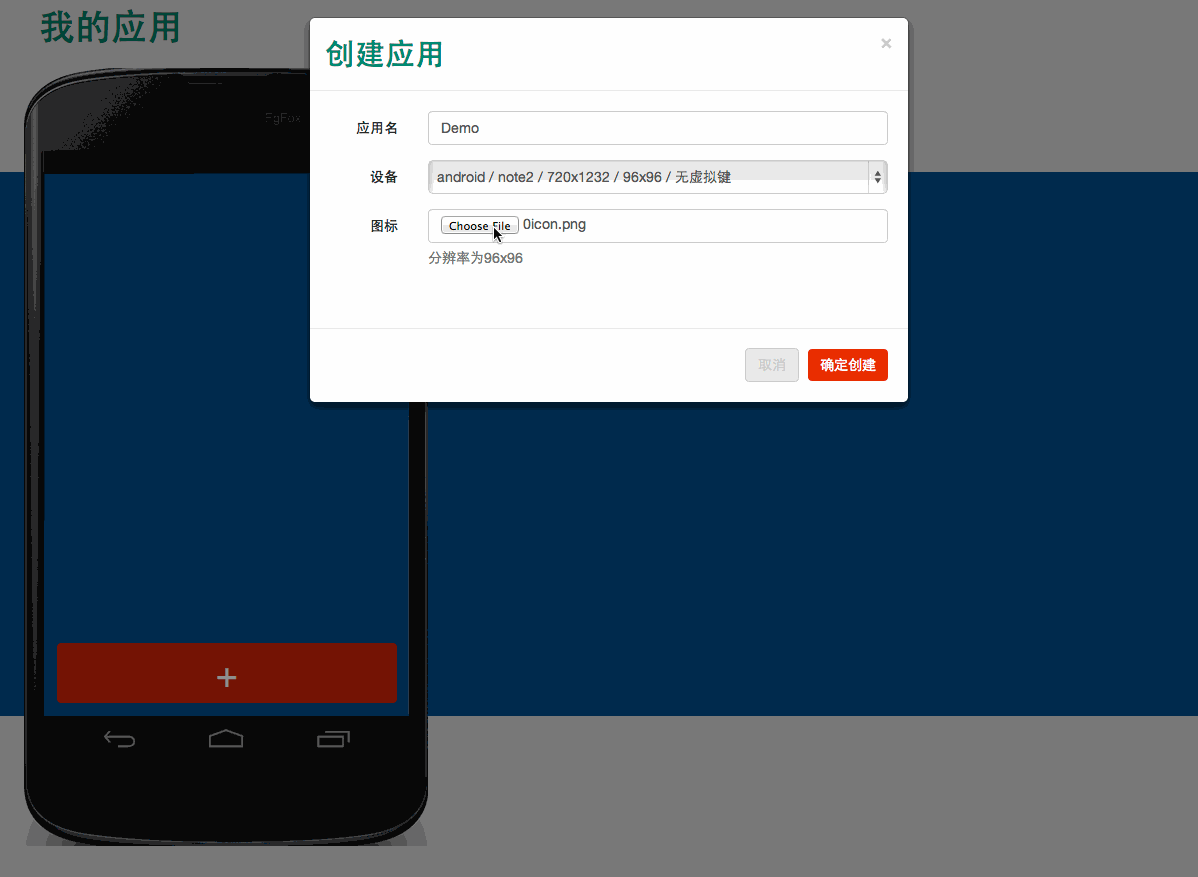 我的应用
FgFox
创建应用
×
应用名 Demo
设备 android / note2 / 720x1232 / 96x96 / 无虚拟键
图标 Choose File 0icon.png
分辨率为96x96
取消 确定创建
+